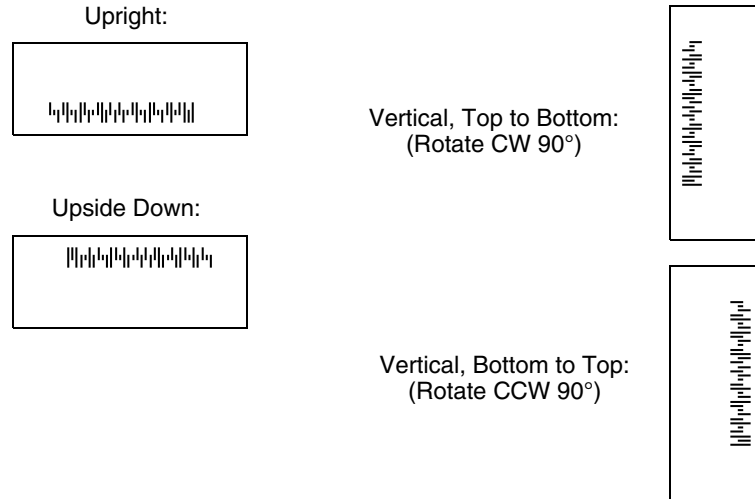 Upright:
Vertical, Top to Bottom:
(Rotate CW 90°)
Upside Down:
Vertical, Bottom to Top:
(Rotate CCW 90°)